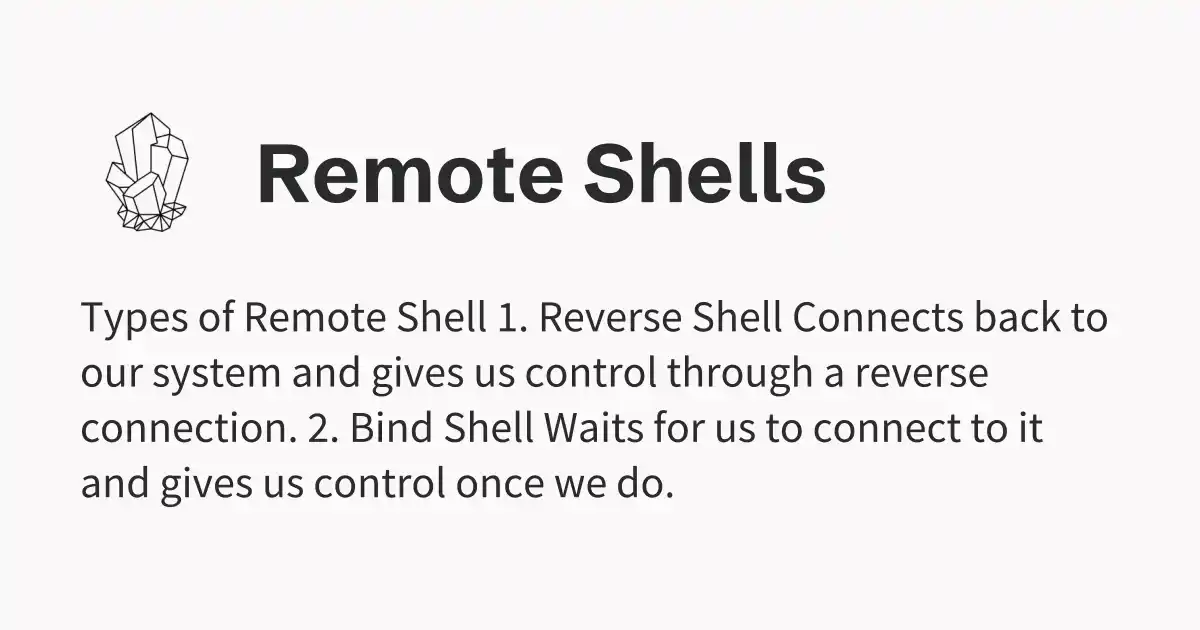 Remote Shells
Types of Remote Shell 1. Reverse Shell Connects back to
our system and gives us control through a reverse
connection. 2. Bind Shell Waits for us to connect to it
and gives us control once we do.